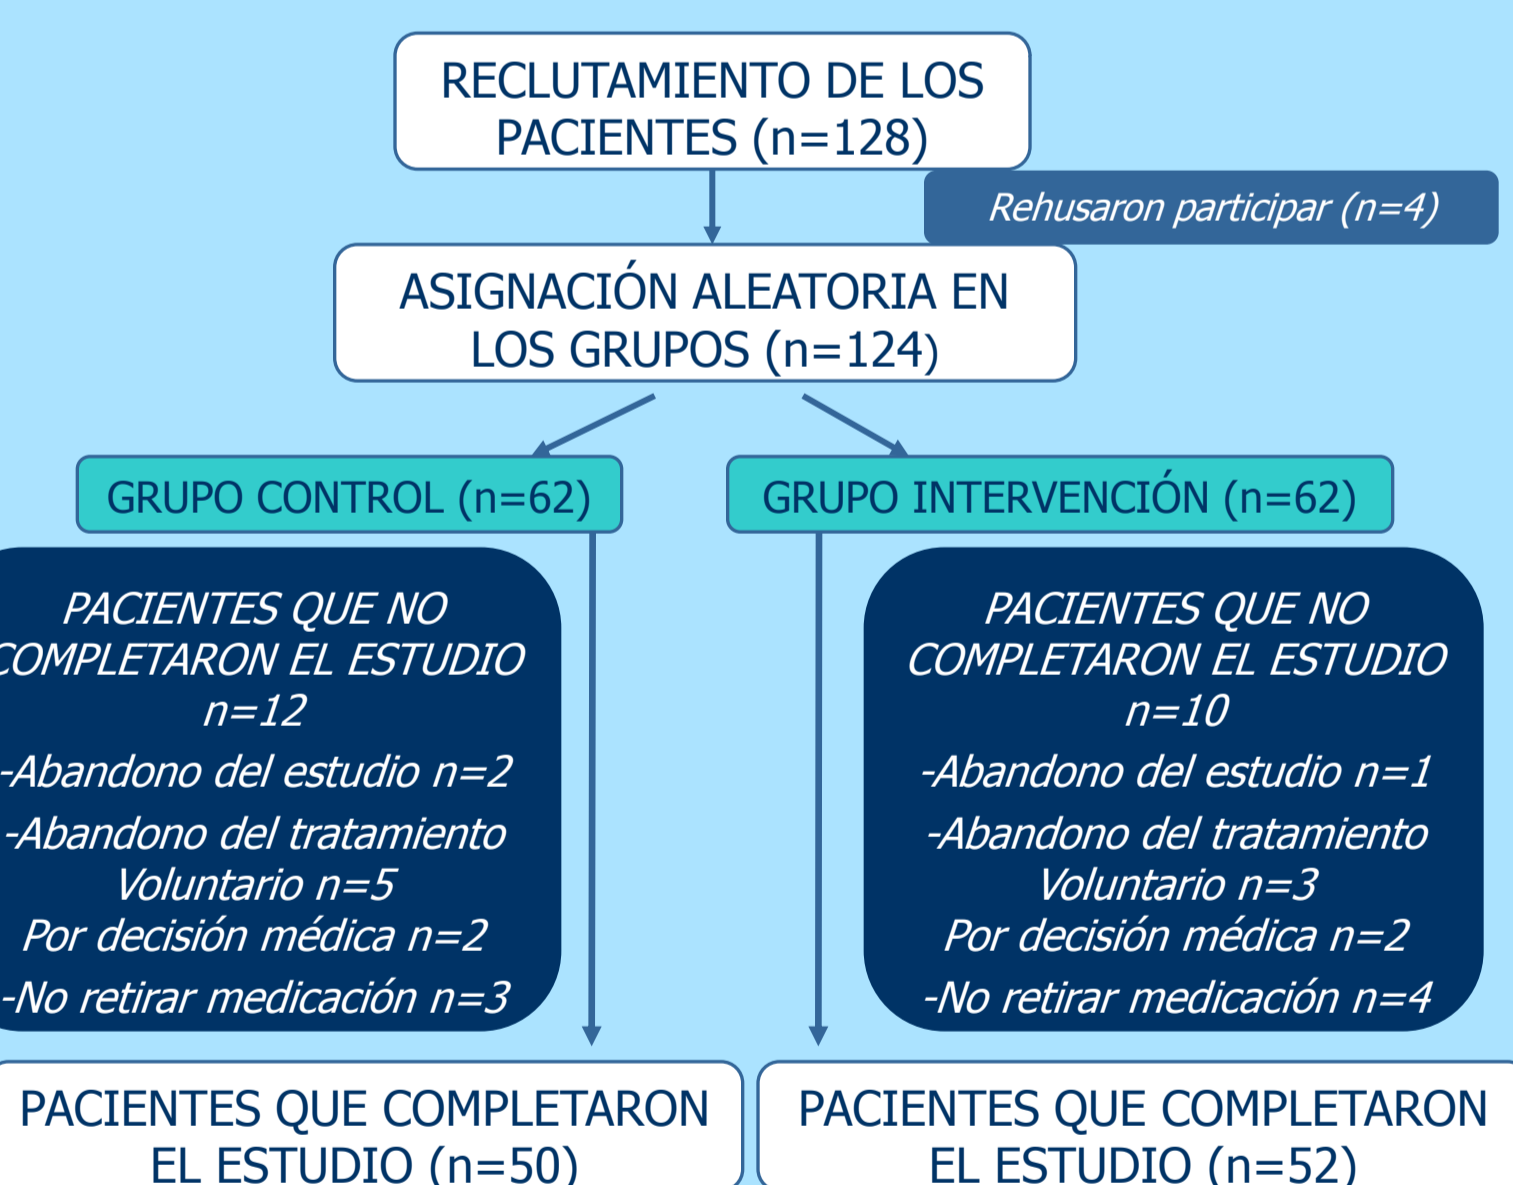 RECLUTAMIENTO DE LOS
PACIENTES (n=128)
Rehusaron participar (n=4)
ASIGNACIÓN ALEATORIA EN
LOS GRUPOS (n=124)
GRUPO CONTROL (n=62)
GRUPO INTERVENCIÓN (n=62)
PACIENTES QUE NO
COMPLETARON EL ESTUDIO
n=12
-Abandono del estudio n=2
-Abandono del tratamiento
Voluntario n=5
Por decisión médica n=2
-No retirar medicación n=3
PACIENTES QUE NO
COMPLETARON EL ESTUDIO
n=10
-Abandono del estudio n=1
-Abandono del tratamiento
Voluntario n=3
Por decisión médica n=2
-No retirar medicación n=4
PACIENTES QUE COMPLETARON
EL ESTUDIO (n=50)
PACIENTES QUE COMPLETARON
EL ESTUDIO (n=52)